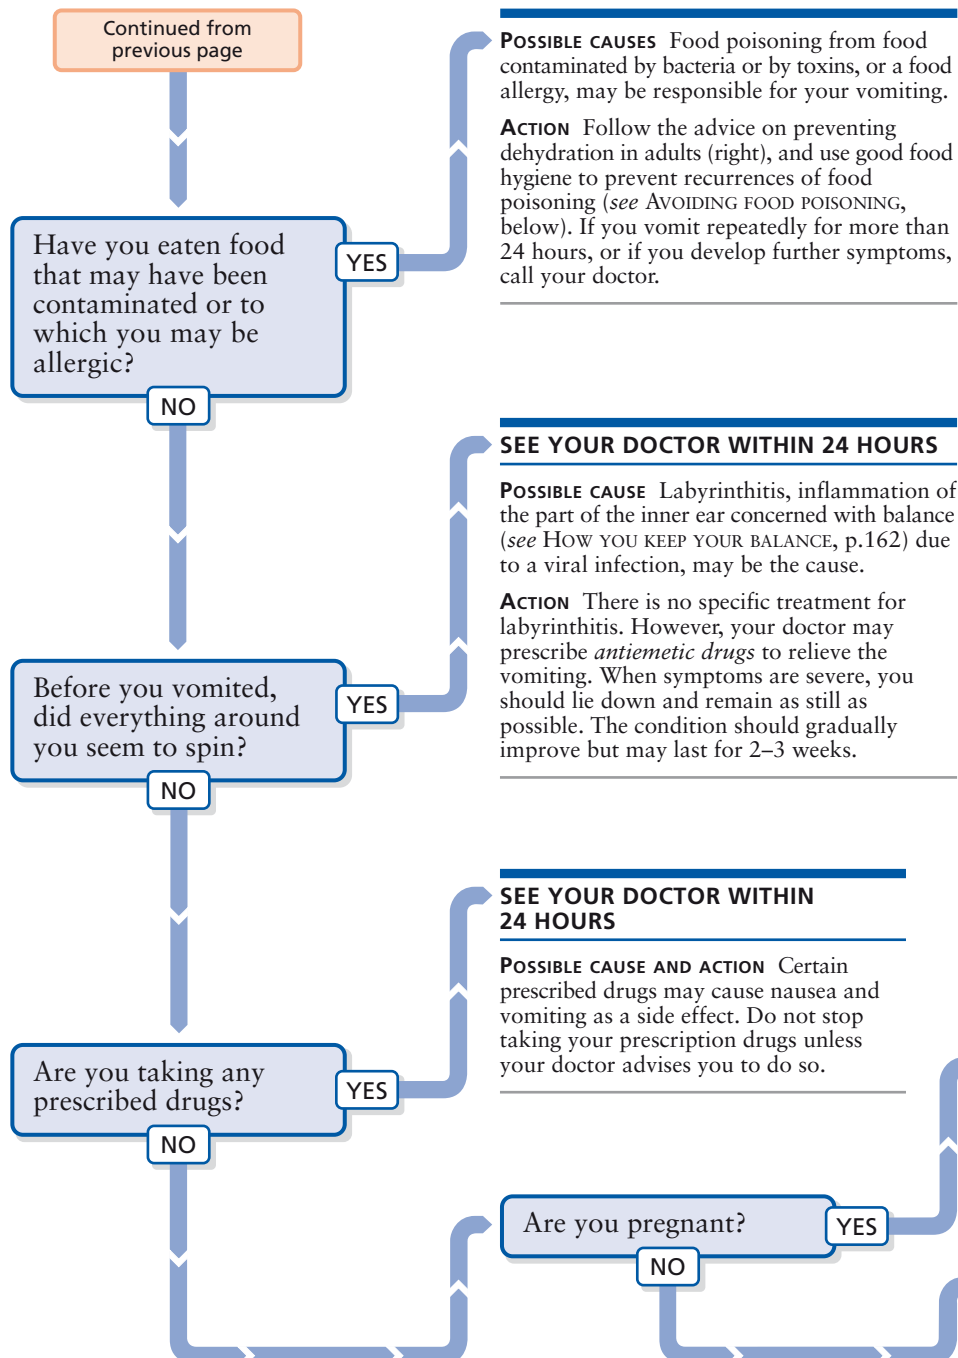 Continued from
previous page
Have you eaten food
that may have been
contaminated or to
which you may be
allergic?
YES
NO
POSSIBLE CAUSES Food poisoning from food
contaminated by bacteria or by toxins, or a food
allergy, may be responsible for your vomiting.
ACTION Follow the advice on preventing
dehydration in adults (right), and use good food
hygiene to prevent recurrences of food
poisoning (see AVOIDING FOOD POISONING,
below). If you vomit repeatedly for more than
24 hours, or if you develop further symptoms,
call your doctor.
Before you vomited,
did everything around
you seem to spin?
YES
NO
SEE YOUR DOCTOR WITHIN 24 HOURS
POSSIBLE CAUSE Labyrinthitis, inflammation of
the part of the inner ear concerned with balance
(see HOW YOU KEEP YOUR BALANCE, p.162) due
to a viral infection, may be the cause.
ACTION There is no specific treatment for
labyrinthitis. However, your doctor may
prescribe antiemetic drugs to relieve the
vomiting. When symptoms are severe, you
should lie down and remain as still as
possible. The condition should gradually
improve but may last for 2–3 weeks.
Are you taking any
prescribed drugs?
YES
NO
SEE YOUR DOCTOR WITHIN
24 HOURS
POSSIBLE CAUSE AND ACTION Certain
prescribed drugs may cause nausea and
vomiting as a side effect. Do not stop
taking your prescription drugs unless
your doctor advises you to do so.
Are you pregnant?
YES
NO